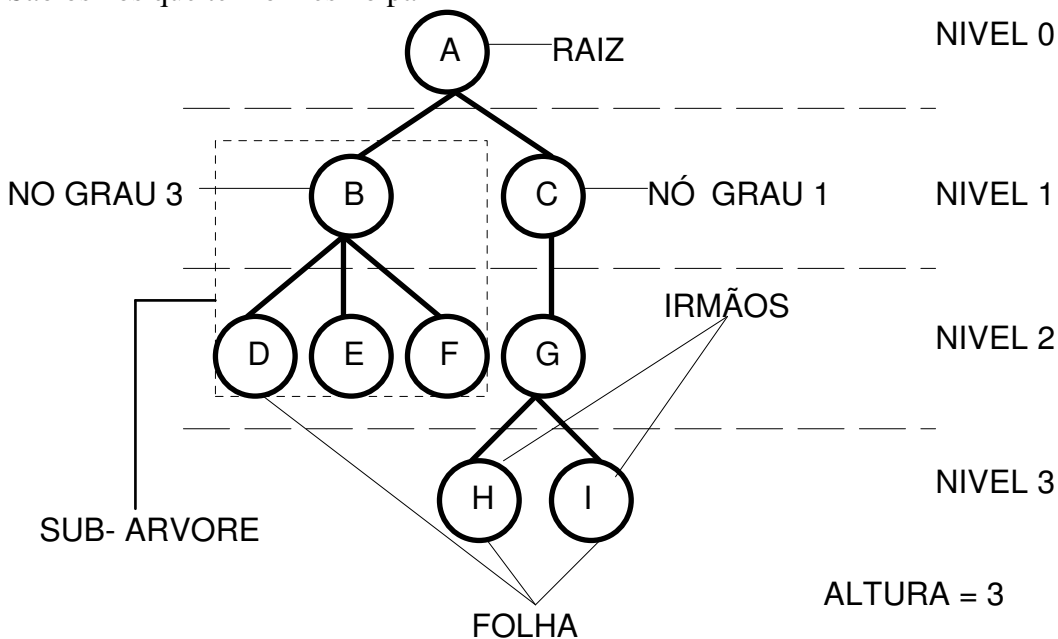 A RAIZ NIVEL 0
NO GRAU 3 B C NÓ GRAU 1 NIVEL 1
IRMÃOS
D E F G NIVEL 2
H I NIVEL 3
SUB- ARVORE
ALTURA = 3
FOLHA